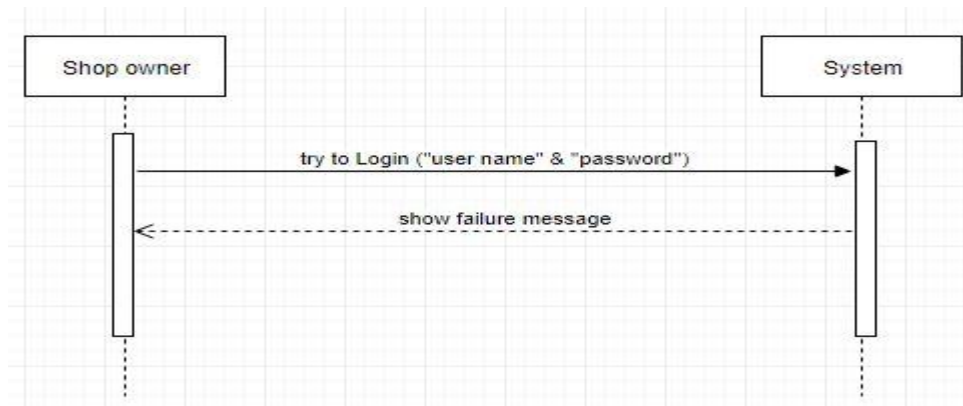 Shop owner
System
try to Login ("user name" & "password")
show failure message